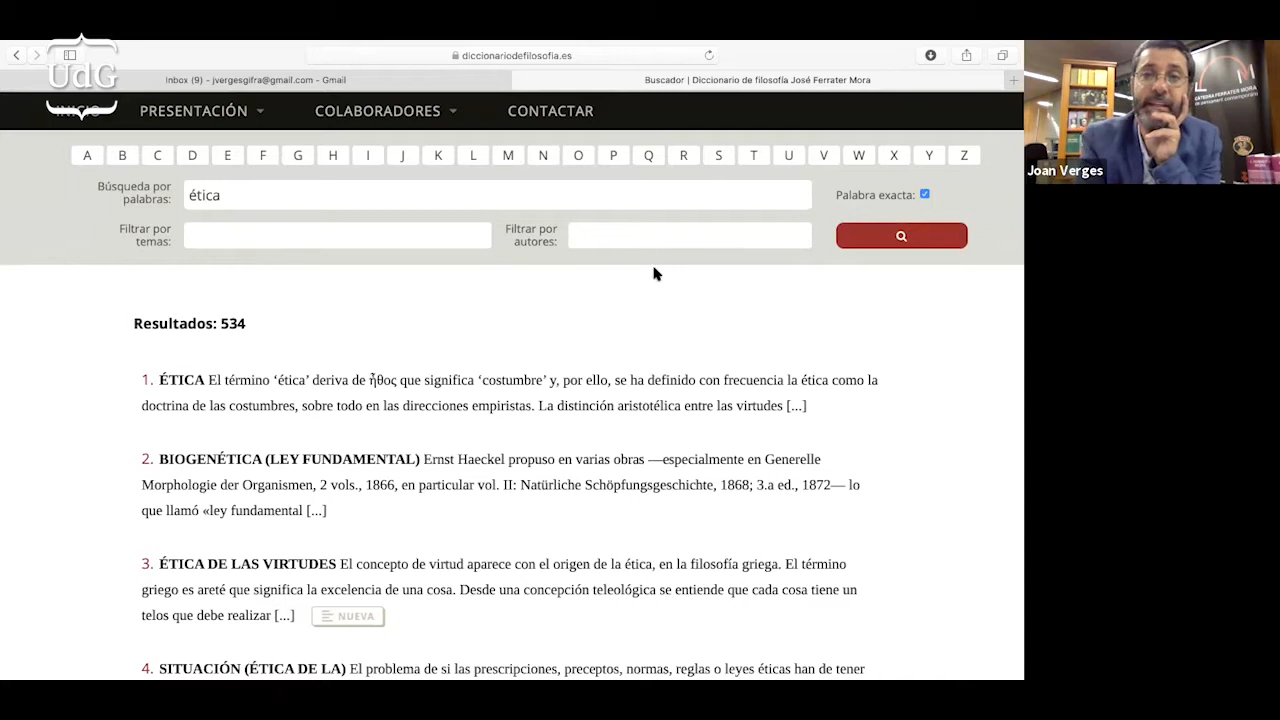 UdG
diccionariodefilosofia.es
Inbox (9) - jvergesgifra@gmail.com - Gmail
Buscador | Diccionario de filosofía José Ferrater Mora
INICIO PRESENTACIÓN COLABORADORES CONTACTAR
A B C D E F G H I J K L M N O P Q R S T U V W X Y Z
Búsqueda por
palabras:
ética
Palabra exacta:
Filtrar por
temas:
Filtrar por
autores:
Resultados: 534
1. ÉTICA El término ‘ética’ deriva de ἦθος que significa ‘costumbre’ y, por ello, se ha definido con frecuencia la ética como la
doctrina de las costumbres, sobre todo en las direcciones empiristas. La distinción aristotélica entre las virtudes [...]
2. BIOGENÉTICA (LEY FUNDAMENTAL) Ernst Haeckel propuso en varias obras —especialmente en Generelle
Morphologie der Organismen, 2 vols., 1866, en particular vol. II: Natürliche Schöpfungsgeschichte, 1868; 3.a ed., 1872— lo
que llamó «ley fundamental [...]
3. ÉTICA DE LAS VIRTUDES El concepto de virtud aparece con el origen de la ética, en la filosofía griega. El término
griego es areté que significa la excelencia de una cosa. Desde una concepción teleológica se entiende que cada cosa tiene un
telos que debe realizar [...] NUEVA
4. SITUACIÓN (ÉTICA DE LA) El problema de si las prescripciones, preceptos, normas, reglas o leyes éticas han de tener
CÀTEDRA FERRATER MORA
Joan Verges